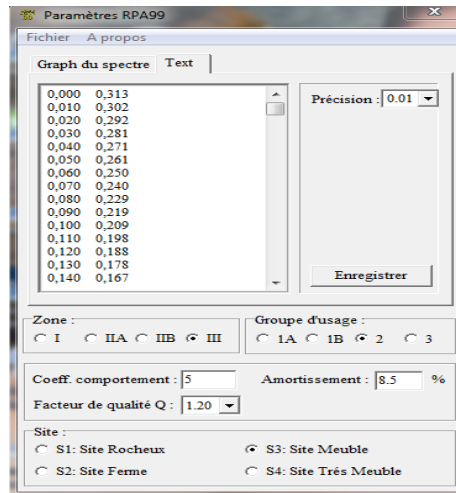 Paramètres RPA99
Fichier A propos
Graph du spectre Text
0,000 0,313
0,010 0,302
0,020 0,292
0,030 0,281
0,040 0,271
0,050 0,261
0,060 0,250
0,070 0,240
0,080 0,229
0,090 0,219
0,100 0,209
0,110 0,198
0,120 0,188
0,130 0,178
0,140 0,167
Précision : 0.01
Enregistrer
Zone :
I IIA IIB III
Groupe d'usage :
1A 1B 2 3
Coeff. comportement : 5 Amortissement : 8.5 %
Facteur de qualité Q : 1.20
Site :
S1: Site Rocheux S3: Site Meuble
S2: Site Ferme S4: Site Trés Meuble